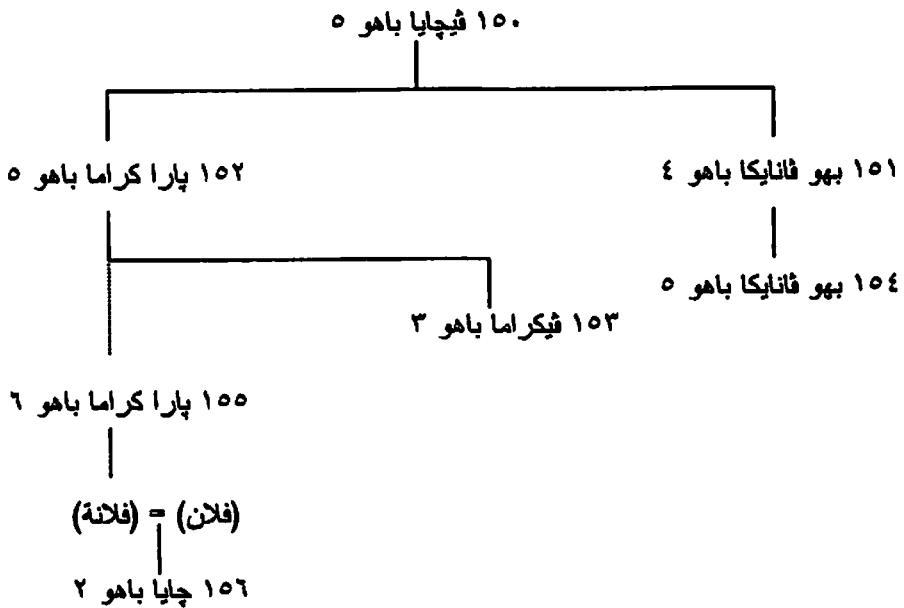 ١٥٠ ڤيچايا باهو ٥
١٥١ بهو ڤانايكا باهو ٤
١٥٢ پارا كراما باهو ٥
١٥٤ بهو ڤانايكا باهو ٥
١٥٣ ڤيكراما باهو ٣
١٥٥ پارا كراما باهو ٦
(فلان) = (فلانة)
١٥٦ چايا باهو ٢